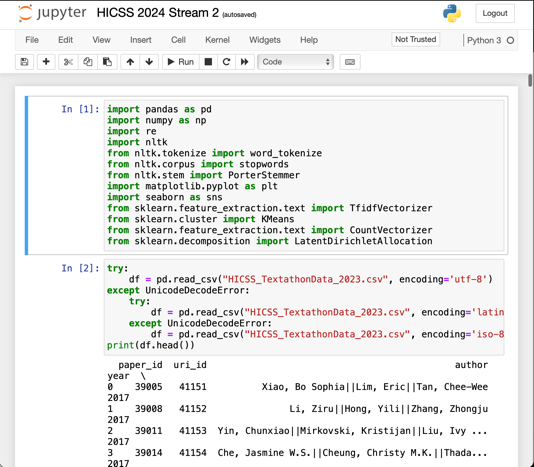 jupyter HICSS 2024 Stream 2 (autosaved) Logout
File Edit View Insert Cell Kernel Widgets Help Not Trusted Python 3
Run Code
In [1]: import pandas as pd
import numpy as np
import re
import nltk
from nltk.tokenize import word_tokenize
from nltk.corpus import stopwords
from nltk.stem import PorterStemmer
import matplotlib.pyplot as plt
import seaborn as sns
from sklearn.feature_extraction.text import TfidfVectorizer
from sklearn.cluster import KMeans
from sklearn.feature_extraction.text import CountVectorizer
from sklearn.decomposition import LatentDirichletAllocation
In [2]: try:
df = pd.read_csv("HICSS_TextathonData_2023.csv", encoding='utf-8')
except UnicodeDecodeError:
try:
df = pd.read_csv("HICSS_TextathonData_2023.csv", encoding='latin
except UnicodeDecodeError:
df = pd.read_csv("HICSS_TextathonData_2023.csv", encoding='iso-8
print(df.head())
paper_id uri_id author
year \
0 39005 41151 Xiao, Bo Sophia||Lim, Eric||Tan, Chee-Wee
2017
1 39008 41152 Li, Ziru||Hong, Yili||Zhang, Zhongju
2017
2 39011 41153 Yin, Chunxiao||Mirkovski, Kristijan||Liu, Ivy ...
2017
3 39014 41154 Che, Jasmine W.S.||Cheung, Christy M.K.||Thada...
2017